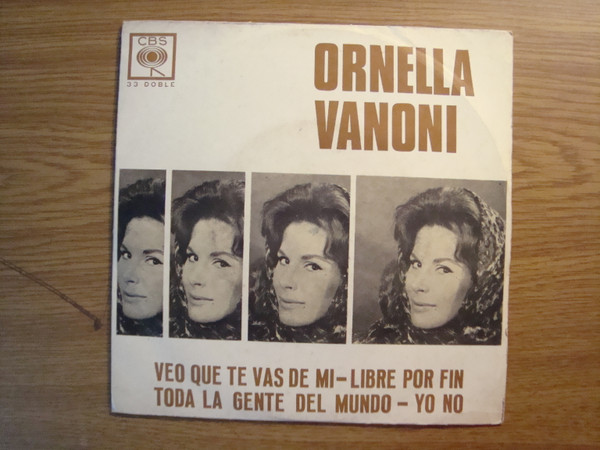 CBS
33 DOBLE
ORNELLA
VANONI
VEO QUE TE VAS DE MI-LIBRE POR FIN
TODA LA GENTE DEL MUNDO - YO NO